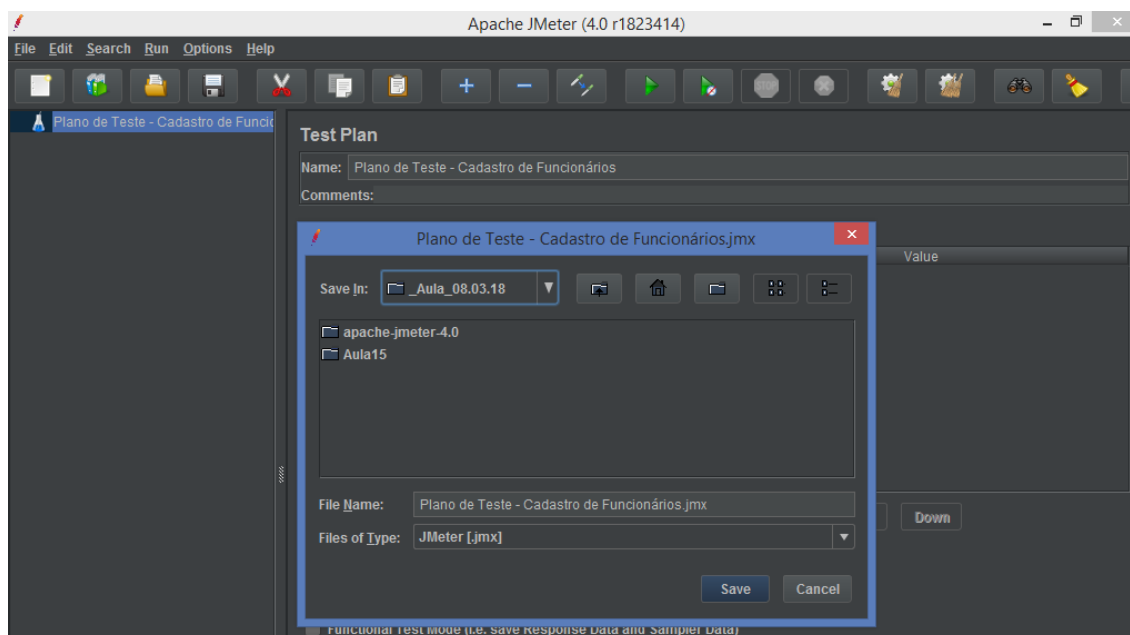 Apache JMeter (4.0 r1823414)
File Edit Search Run Options Help
STOP
Plano de Teste - Cadastro de Funcio
Test Plan
Name: Plano de Teste - Cadastro de Funcionários
Comments:
Value
Plano de Teste - Cadastro de Funcionários.jmx
Save In: _Aula_08.03.18
apache-jmeter-4.0
Aula15
File Name: Plano de Teste - Cadastro de Funcionários.jmx
Files of Type: JMeter [.jmx]
Down
Save Cancel
Functional Test Mode (i.e. save Response Data and Sampler Data)